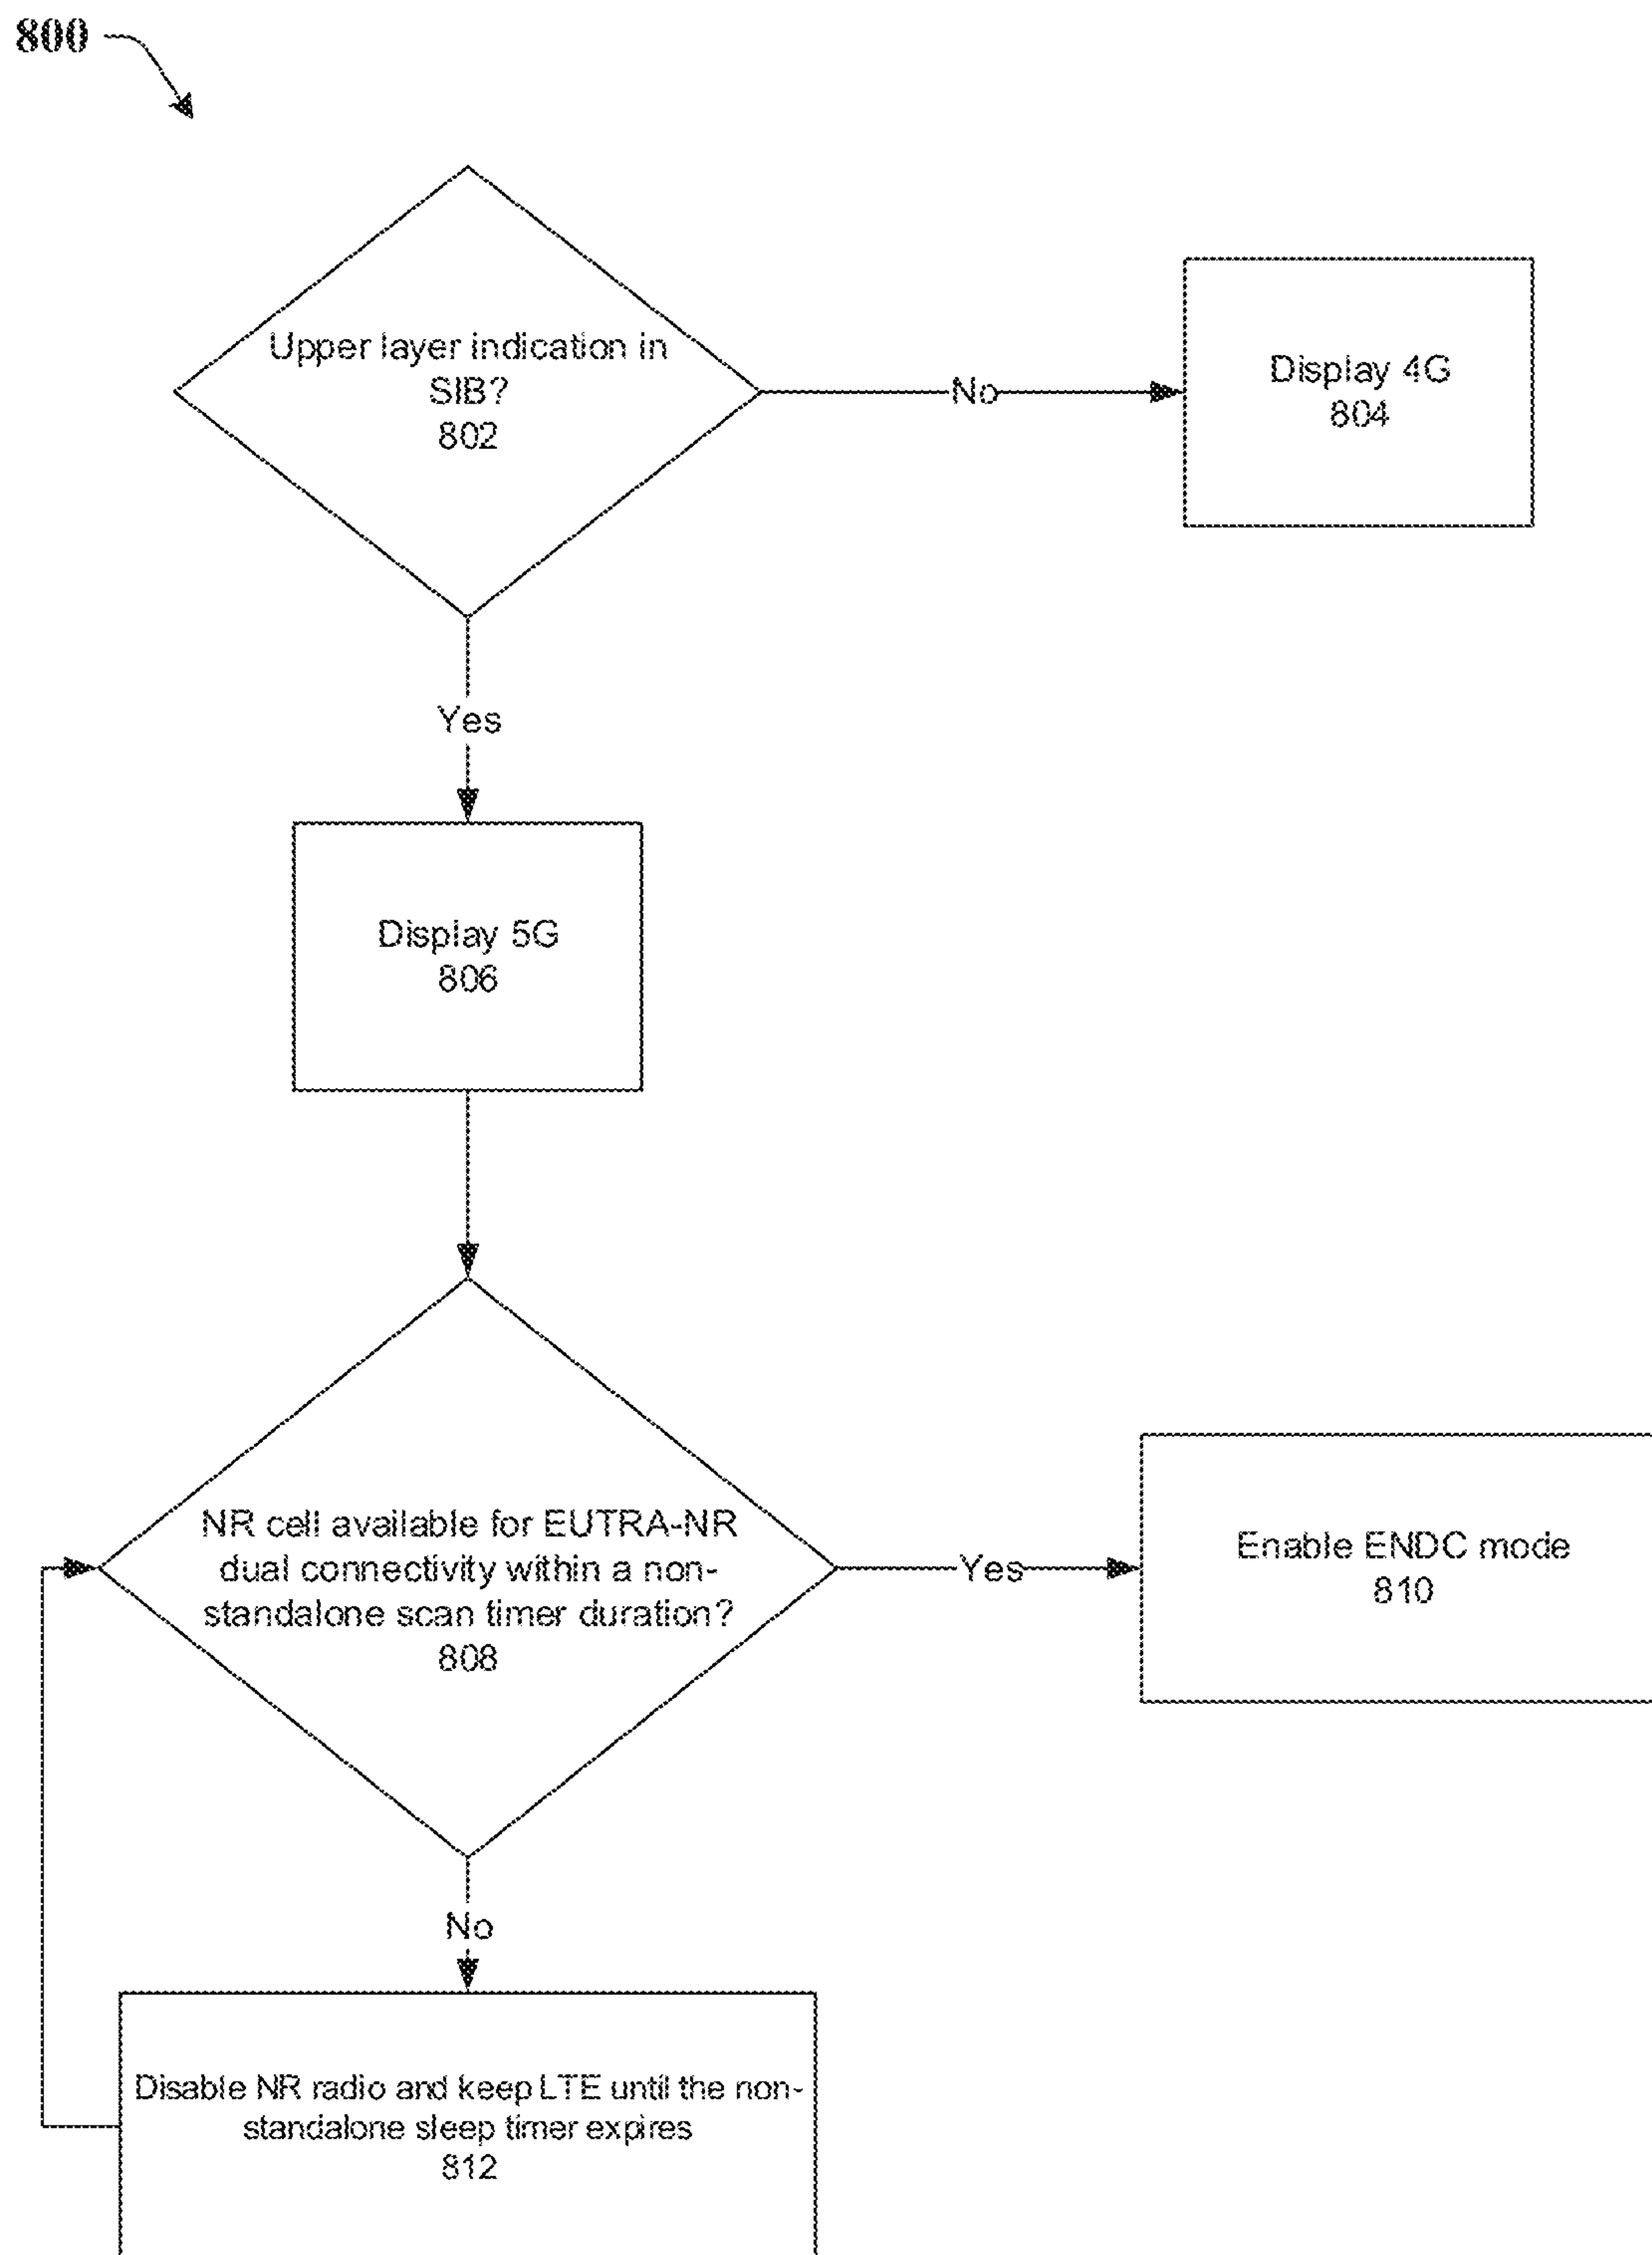 800
Upper layer indication in
SIB?
802
No
Display 4G
804
Yes
Display 5G
806
NR cell available for EUTRA-NR
dual connectivity within a non-
standalone scan timer duration?
808
Yes
Enable ENDC mode
810
No
Disable NR radio and keep LTE until the non-
standalone sleep timer expires
812